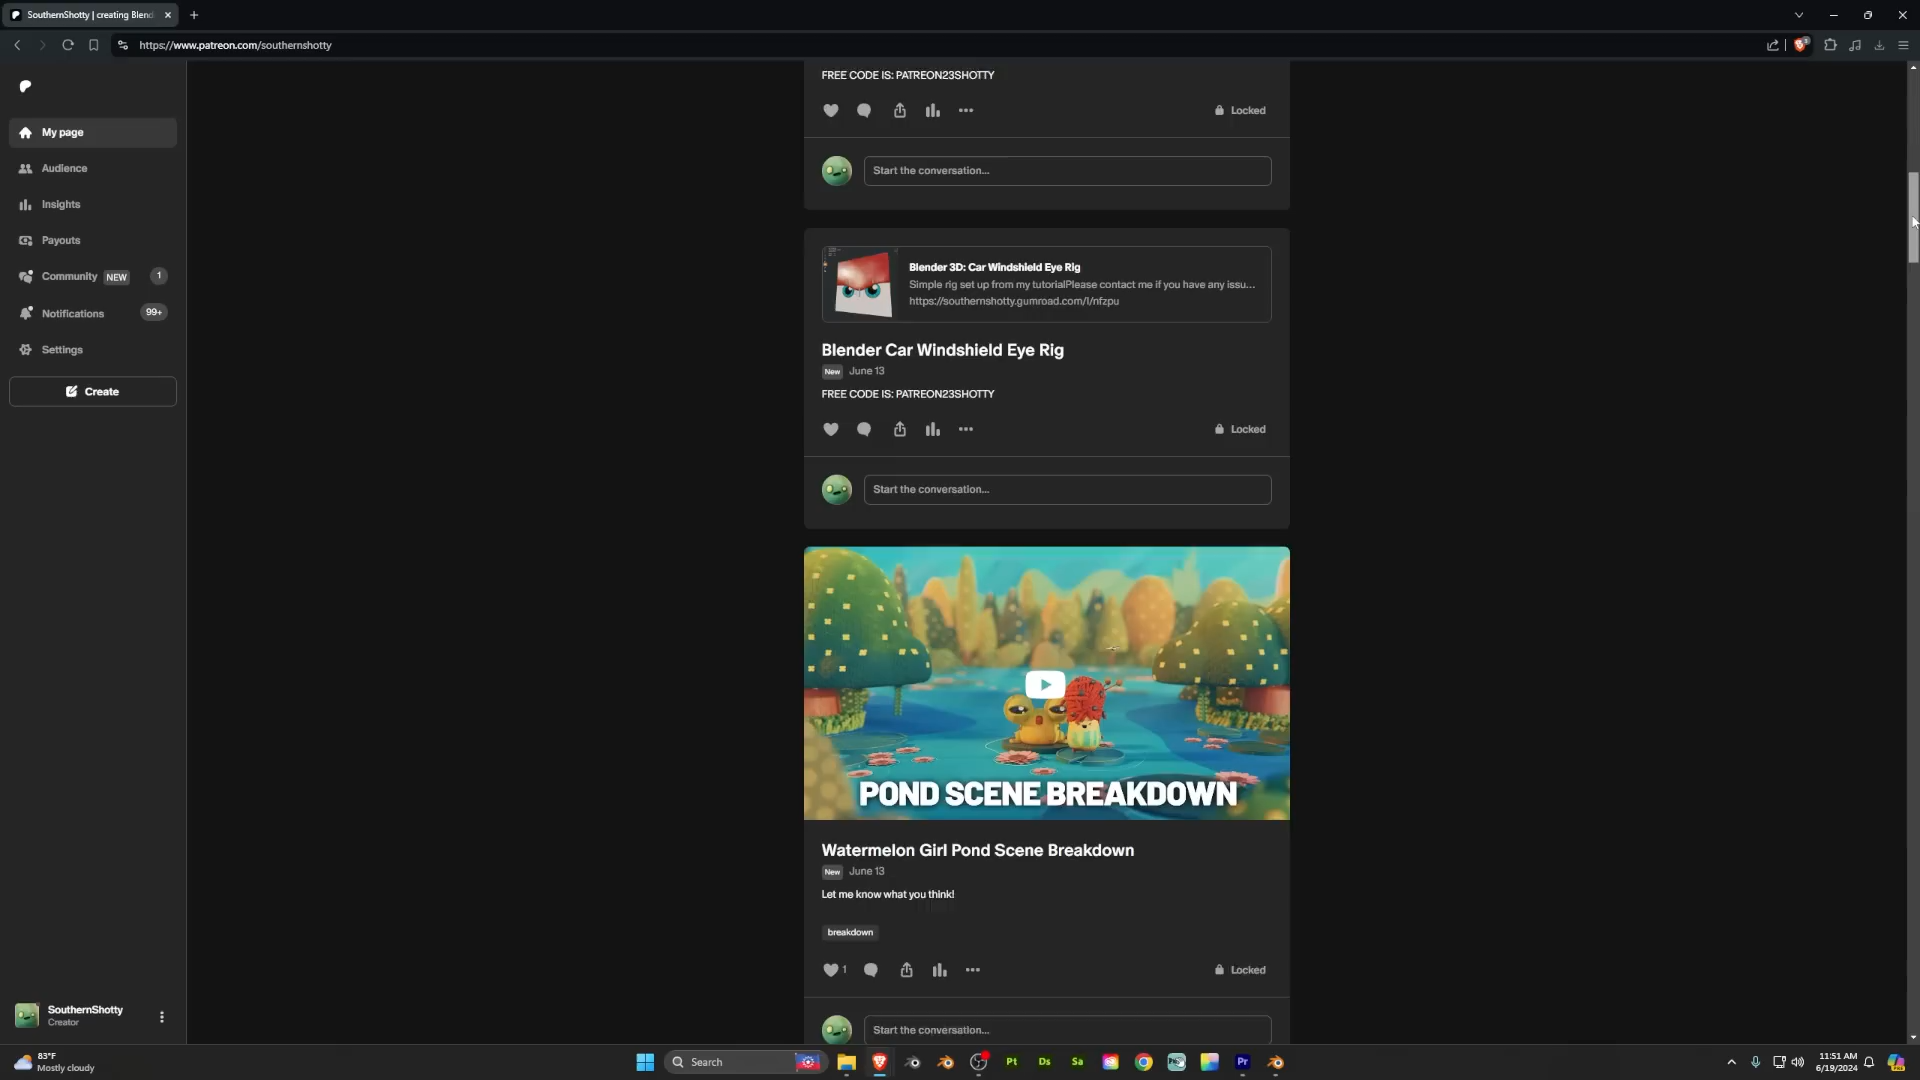 SouthernShotty | creating Blend
https://www.patreon.com/southernshotty
My page
Audience
Insights
Payouts
Community NEW 1
Notifications 99+
Settings
Create
SouthernShotty
Creator
FREE CODE IS: PATREON23SHOTTY
Locked
Start the conversation...
Blender 3D: Car Windshield Eye Rig
Simple rig set up from my tutorialPlease contact me if you have any issu...
https://southernshotty.gumroad.com/l/nfzpu
Blender Car Windshield Eye Rig
New June 13
FREE CODE IS: PATREON23SHOTTY
Locked
Start the conversation...
POND SCENE BREAKDOWN
Watermelon Girl Pond Scene Breakdown
New June 13
Let me know what you think!
breakdown
1
Locked
Start the conversation...
83°F
Mostly cloudy
Search
Pt
Ds
Sa
Pr
11:51 AM
6/19/2024